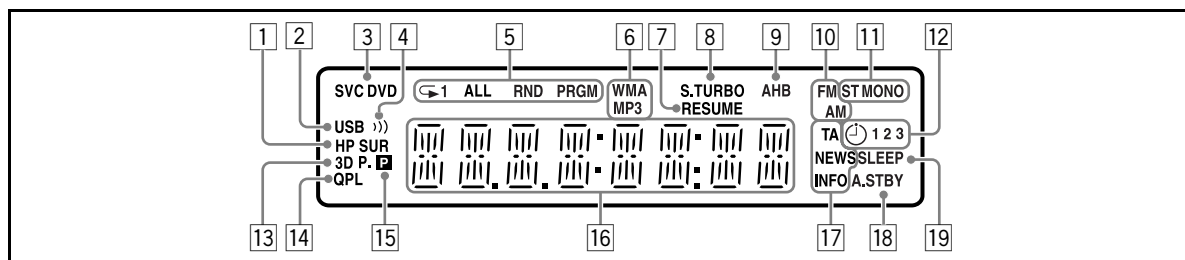 1 2 3 4 5 6 7 8 9 10 11 12
SVC DVD 1 ALL RND PRGM WMA S.TURBO AHB FM ST MONO
MP3 RESUME AM
USB TA 1 2 3
HP SUR
3D P. P NEWS SLEEP
QPL INFO A.STBY
13 14 15 16 17 18 19